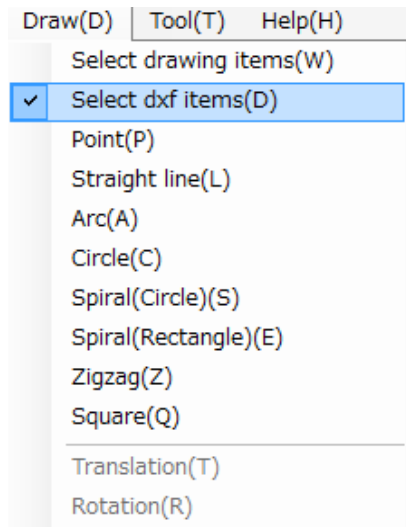 Draw(D) Tool(T) Help(H)
Select drawing items(W)
Select dxf items(D)
Point(P)
Straight line(L)
Arc(A)
Circle(C)
Spiral(Circle)(S)
Spiral(Rectangle)(E)
Zigzag(Z)
Square(Q)
Translation(T)
Rotation(R)